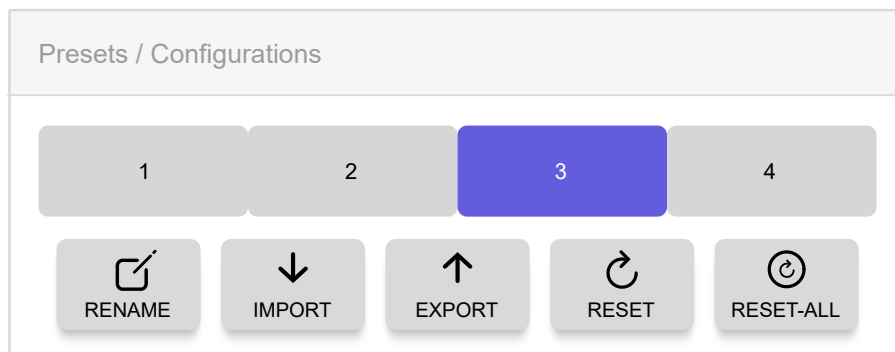 Presets / Configurations
1 2 3 4
RENAME IMPORT EXPORT RESET RESET-ALL